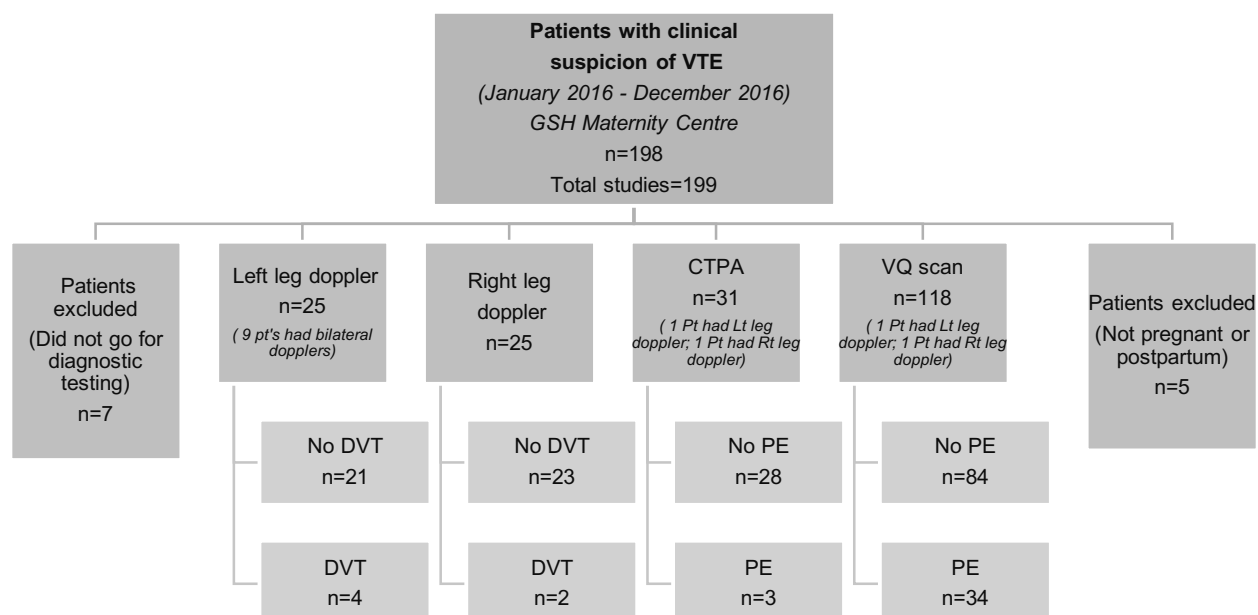 Patients with clinical
suspicion of VTE
(January 2016 - December 2016)
GSH Maternity Centre
n=198
Total studies=199
Patients
excluded
(Did not go for
diagnostic
testing)
n=7
Left leg doppler
n=25
( 9 pt's had bilateral
dopplers)
Right leg
doppler
n=25
CTPA
n=31
( 1 Pt had Lt leg
doppler; 1 Pt had Rt leg
doppler)
VQ scan
n=118
( 1 Pt had Lt leg
doppler; 1 Pt had Rt leg
doppler)
Patients excluded
(Not pregnant or
postpartum)
n=5
No DVT
n=21
No DVT
n=23
No PE
n=28
No PE
n=84
DVT
n=4
DVT
n=2
PE
n=3
PE
n=34